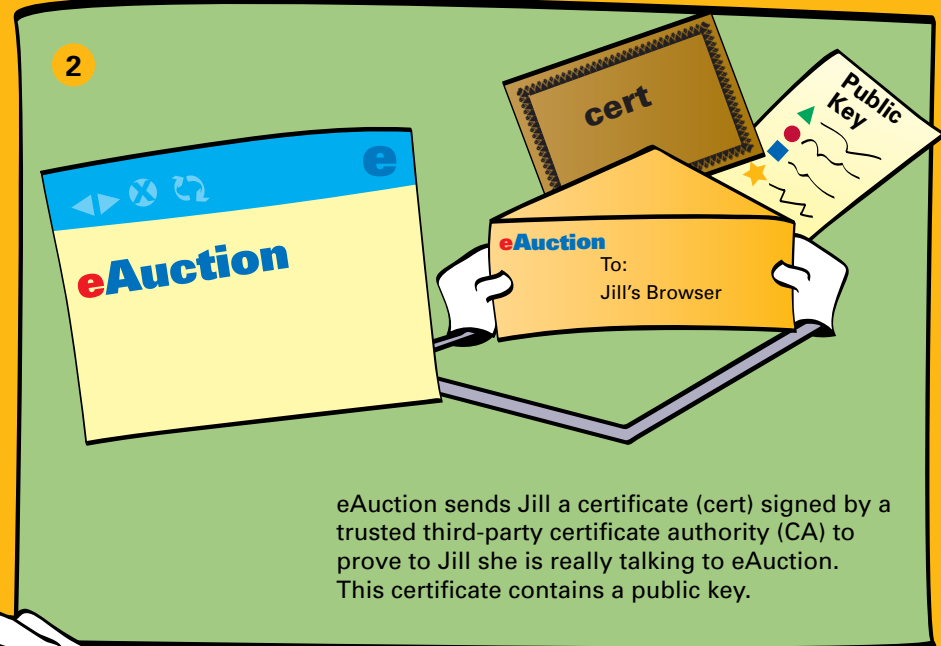 2
e
eAuction
cert
Public
Key
eAuction
To:
Jill's Browser
eAuction sends Jill a certificate (cert) signed by a
trusted third-party certificate authority (CA) to
prove to Jill she is really talking to eAuction.
This certificate contains a public key.